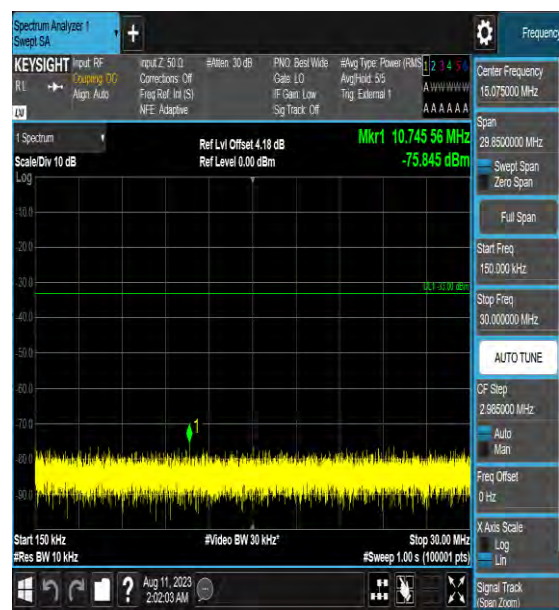 Spectrum Analyzer 1
Swept SA
Frequency
KEYSIGHT
Input: RF
Coupling: DC
Align: Auto
Input Z: 50 Ω
Corrections: Off
Freq Ref: Int (S)
NFE: Adaptive
#Atten: 30 dB
PNO: Best Wide
Gate: LO
IF Gain: Low
Sig Track: Off
#Avg Type: Power (RMS
Avg|Hold: 5/5
Trig: External 1
1 2 3 4 5 6
A W W W W W
A A A A A A
1 Spectrum
Scale/Div 10 dB
Log
Ref Lvl Offset 4.18 dB
Ref Level 0.00 dBm
Mkr1 10.745 56 MHz
-75.845 dBm
-10.0
-20.0
-30.0
-40.0
-50.0
-60.0
-70.0
-80.0
-90.0
1
Start 150 kHz
#Res BW 10 kHz
#Video BW 30 kHz*
Stop 30.00 MHz
#Sweep 1.00 s (100001 pts)
Aug 11, 2023
2:02:03 AM
Center Frequency
15.075000 MHz
Span
29.8500000 MHz
Swept Span
Zero Span
Full Span
Start Freq
150.000 kHz
Stop Freq
30.000000 MHz
AUTO TUNE
CF Step
2.985000 MHz
Auto
Man
Freq Offset
0 Hz
X Axis Scale
Log
Lin
Signal Track
(Span Zoom)